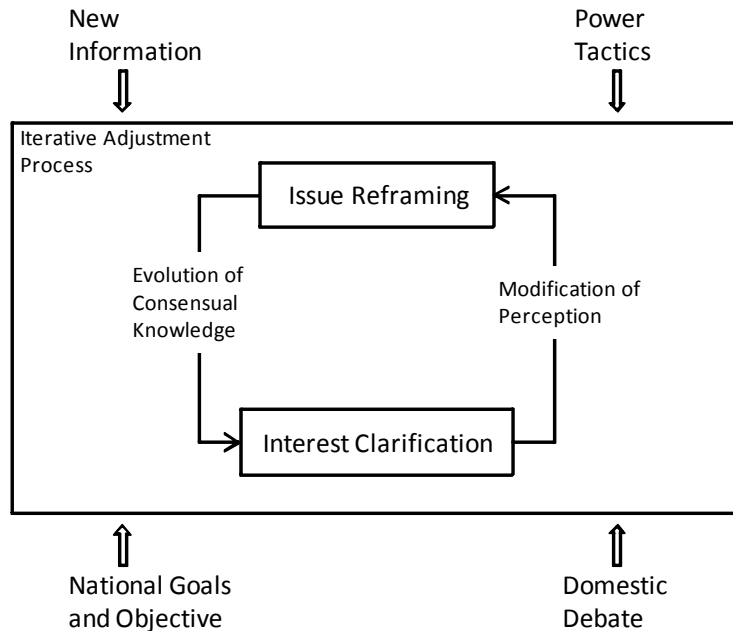 New
Information
Power
Tactics
Iterative Adjustment
Process
Issue Reframing
Evolution of
Consensual
Knowledge
Modification of
Perception
Interest Clarification
National Goals
and Objective
Domestic
Debate